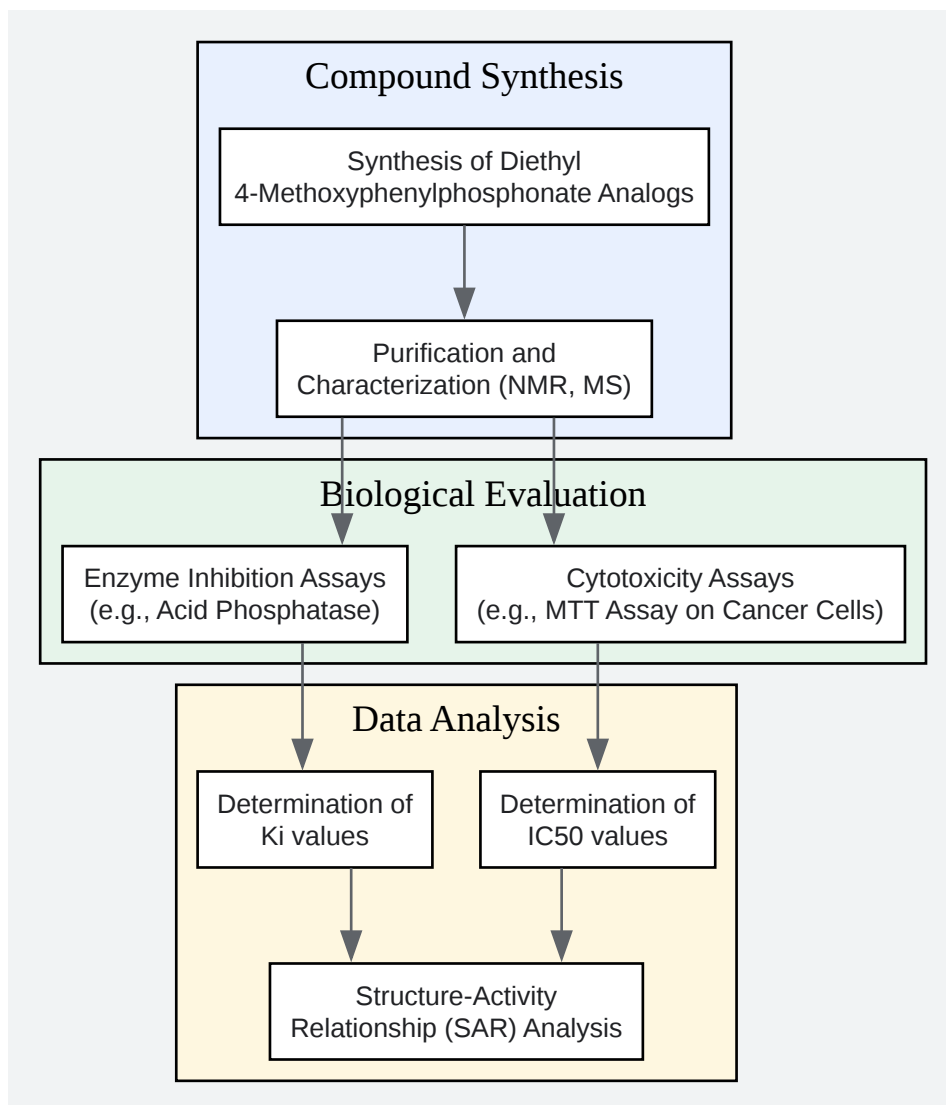 Compound Synthesis
Synthesis of Diethyl
4-Methoxyphenylphosphonate Analogs
Purification and
Characterization (NMR, MS)
Biological Evaluation
Enzyme Inhibition Assays
(e.g., Acid Phosphatase)
Cytotoxicity Assays
(e.g., MTT Assay on Cancer Cells)
Data Analysis
Determination of
Ki values
Determination of
IC50 values
Structure-Activity
Relationship (SAR) Analysis